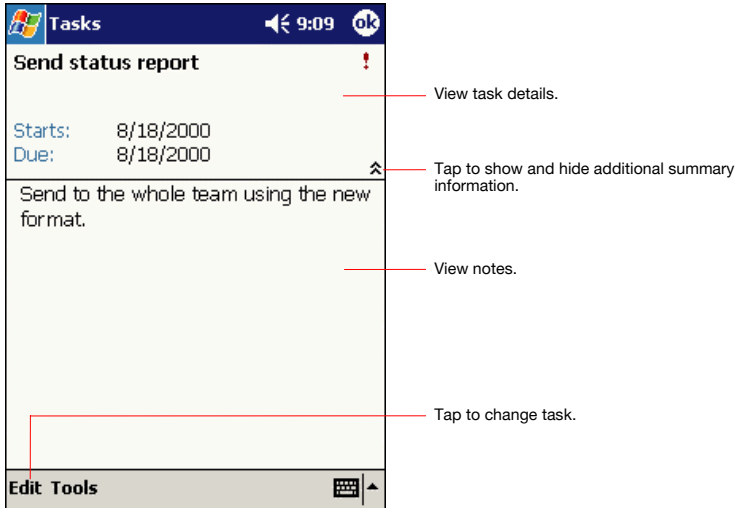 Tasks 9:09 ok
Send status report !
View task details.
Starts: 8/18/2000
Due: 8/18/2000
Tap to show and hide additional summary
information.
Send to the whole team using the new
format.
View notes.
Tap to change task.
Edit Tools